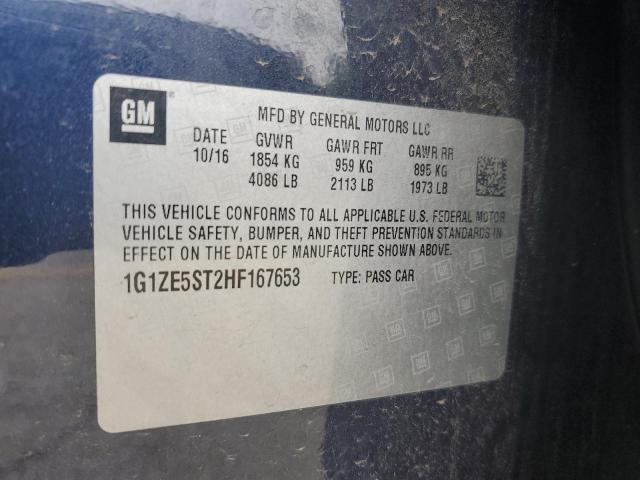 GM
MFD BY GENERAL MOTORS LLC
DATE GVWR GAWR FRT GAWR RR
10/16 1854 KG 959 KG 895 KG
4086 LB 2113 LB 1973 LB
THIS VEHICLE CONFORMS TO ALL APPLICABLE U.S. FEDERAL MOTOR
VEHICLE SAFETY, BUMPER, AND THEFT PREVENTION STANDARDS IN
EFFECT ON THE DATE OF MANUFACTURE SHOWN ABOVE.
1G1ZE5ST2HF167653 TYPE: PASS CAR